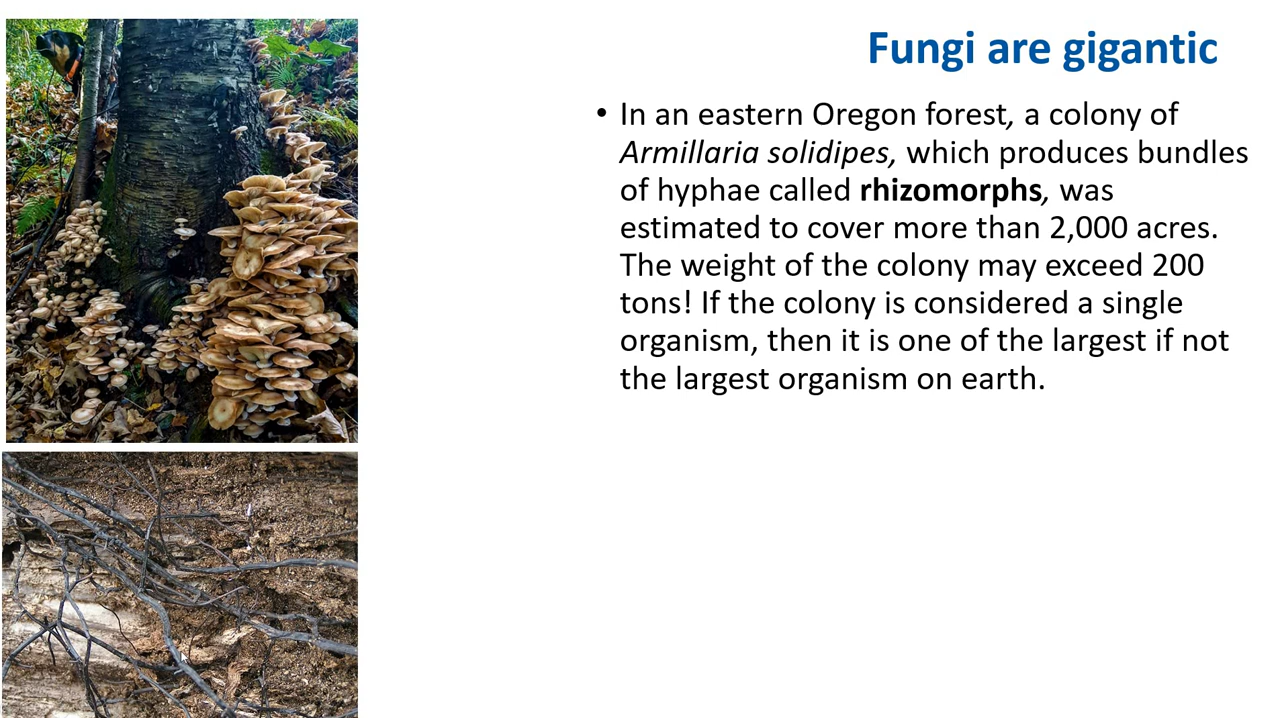 Fungi are gigantic
• In an eastern Oregon forest, a colony of
Armillaria solidipes, which produces bundles
of hyphae called rhizomorphs, was
estimated to cover more than 2,000 acres.
The weight of the colony may exceed 200
tons! If the colony is considered a single
organism, then it is one of the largest if not
the largest organism on earth.